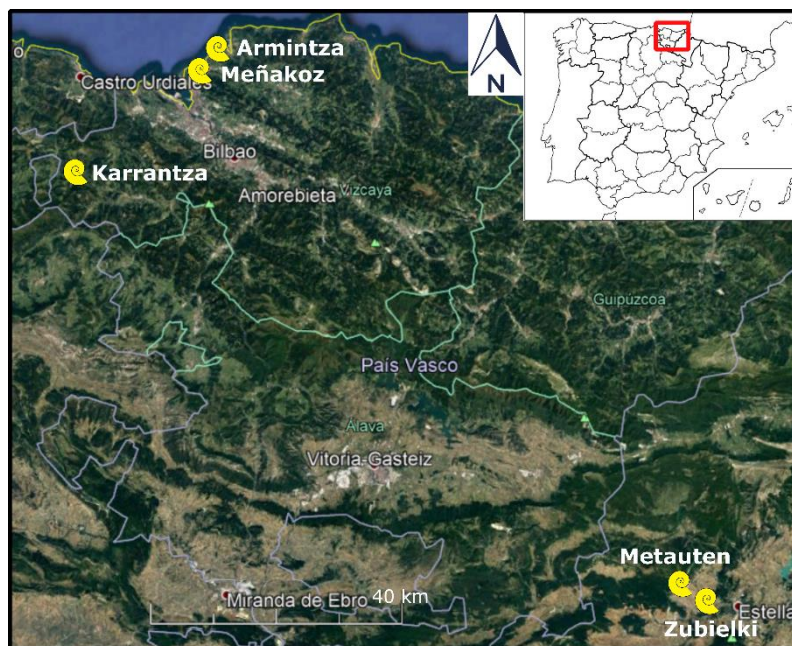 Armintza
Meñakoz
Castro Urdiales
N
Bilbao
Karrantza
Amorebieta
Vizcaya
Guipúzcoa
País Vasco
Álava
Vitoria-Gasteiz
Metauten
40 km
Miranda de Ebro
Estella
Zubielki